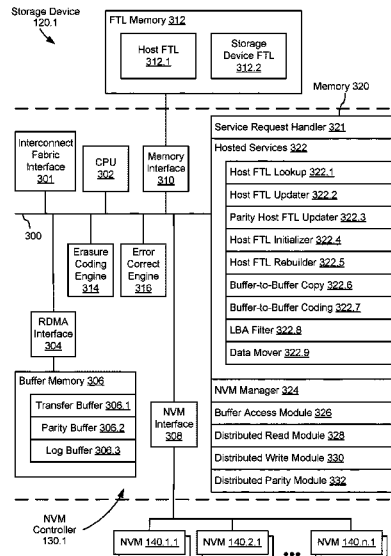 Storage Device
120.1
FTL Memory 312
Host FTL
312.1
Storage
Device FTL
312.2
Memory 320
Interconnect
Fabric
Interface
301
CPU
302
Memory
Interface
310
300
Erasure
Coding
Engine
314
Error
Correct
Engine
316
RDMA
Interface
304
Buffer Memory 306
Transfer Buffer 306.1
Parity Buffer 306.2
Log Buffer 306.3
NVM
Interface
308
NVM
Controller
130.1
Service Request Handler 321
Hosted Services 322
Host FTL Lookup 322.1
Host FTL Updater 322.2
Parity Host FTL Updater 322.3
Host FTL Initializer 322.4
Host FTL Rebuilder 322.5
Buffer-to-Buffer Copy 322.6
Buffer-to-Buffer Coding 322.7
LBA Filter 322.8
Data Mover 322.9
NVM Manager 324
Buffer Access Module 326
Distributed Read Module 328
Distributed Write Module 330
Distributed Parity Module 332
NVM 140.1.1
NVM 140.2.1
•••
NVM 140.n.1